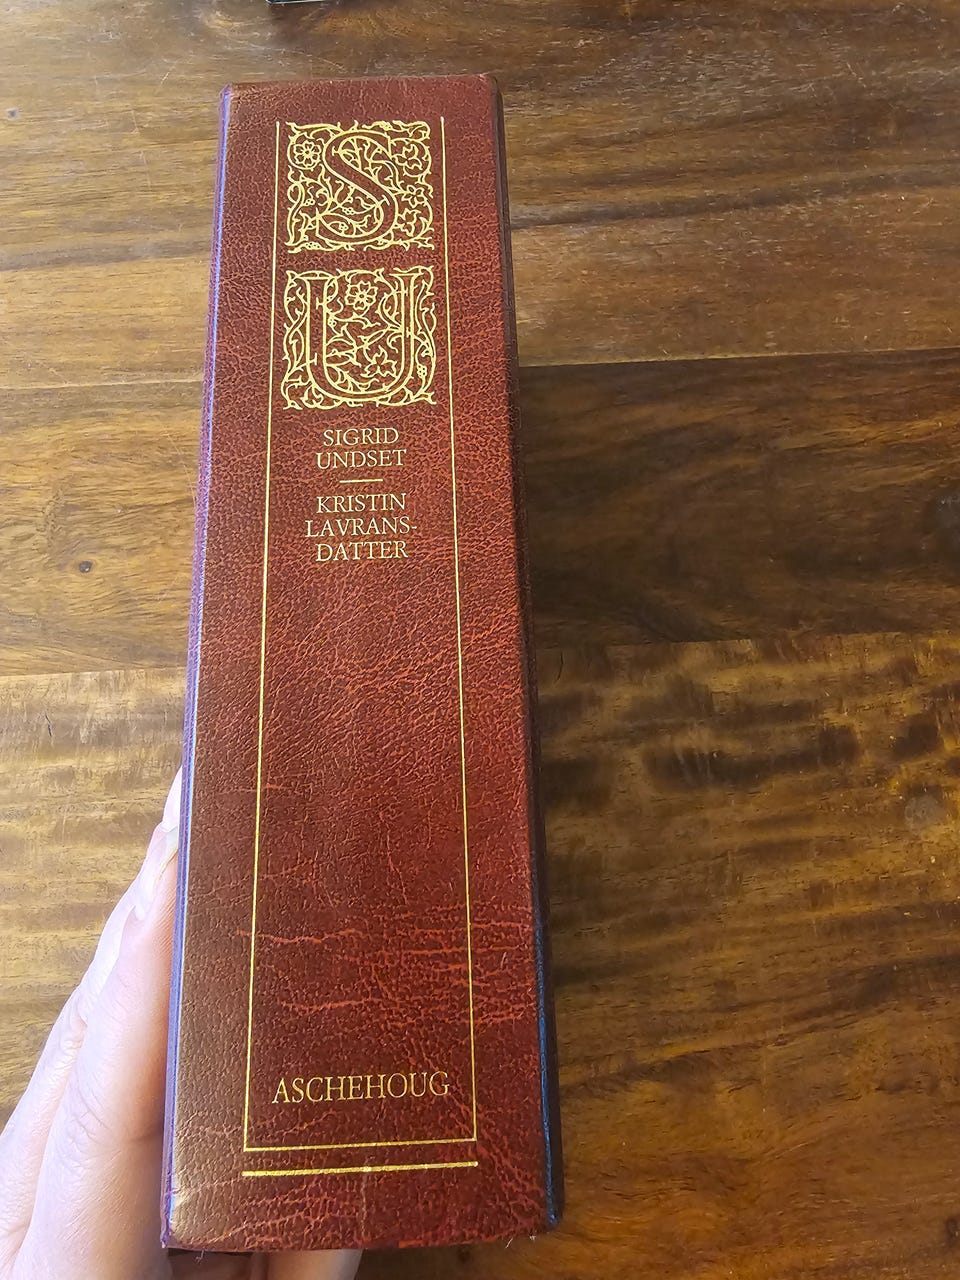 S
U
SIGRID
UNDSET
KRISTIN
LAVRANS-
DATTER
ASCHEHOUG